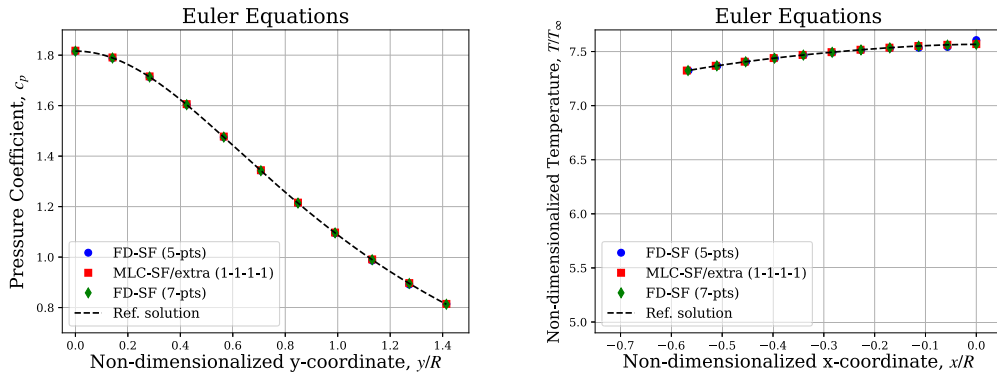 Euler Equations
Pressure Coefficient, c_p
1.8
1.6
1.4
1.2
1.0
0.8
FD-SF (5-pts)
MLC-SF/extra (1-1-1-1)
FD-SF (7-pts)
Ref. solution
0.0 0.2 0.4 0.6 0.8 1.0 1.2 1.4
Non-dimensionalized y-coordinate, y/R
Euler Equations
Non-dimensionalized Temperature, T/T∞
7.5
7.0
6.5
6.0
5.5
5.0
FD-SF (5-pts)
MLC-SF/extra (1-1-1-1)
FD-SF (7-pts)
Ref. solution
−0.7 −0.6 −0.5 −0.4 −0.3 −0.2 −0.1 0.0
Non-dimensionalized x-coordinate, x/R